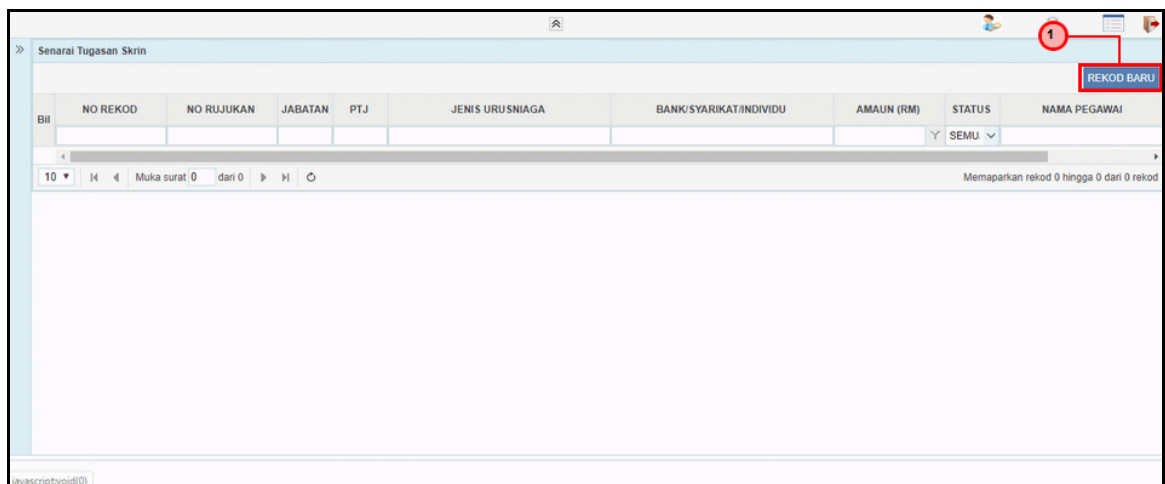 1
Senarai Tugasan Skrin
REKOD BARU
Bil NO REKOD NO RUJUKAN JABATAN PTJ JENIS URUSNIAGA BANK/SYARIKAT/INDIVIDU AMAUN (RM) STATUS NAMA PEGAWAI
SEMU
10 Muka surat 0 dari 0 Memaparkan rekod 0 hingga 0 dari 0 rekod
javascript:void(0)